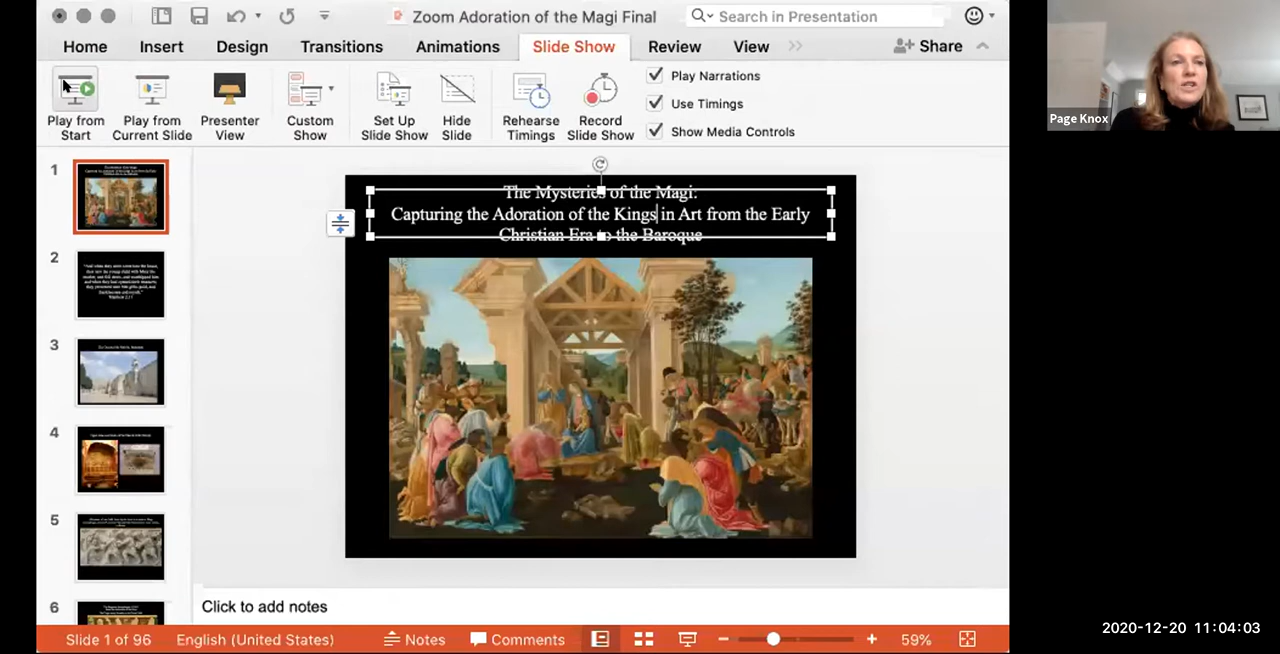 Zoom Adoration of the Magi Final
Search in Presentation
Home Insert Design Transitions Animations Slide Show Review View Share
Play from Start
Play from Current Slide
Presenter View
Custom Show
Set Up Slide Show
Hide Slide
Rehearse Timings
Record Slide Show
Play Narrations
Use Timings
Show Media Controls
Page Knox
1
2
3
4
5
6
The Mysteries of the Magi:
Capturing the Adoration of the Kings in Art from the Early
Christian Era to the Baroque
Click to add notes
Slide 1 of 96 English (United States) Notes Comments 59%
2020-12-20 11:04:03